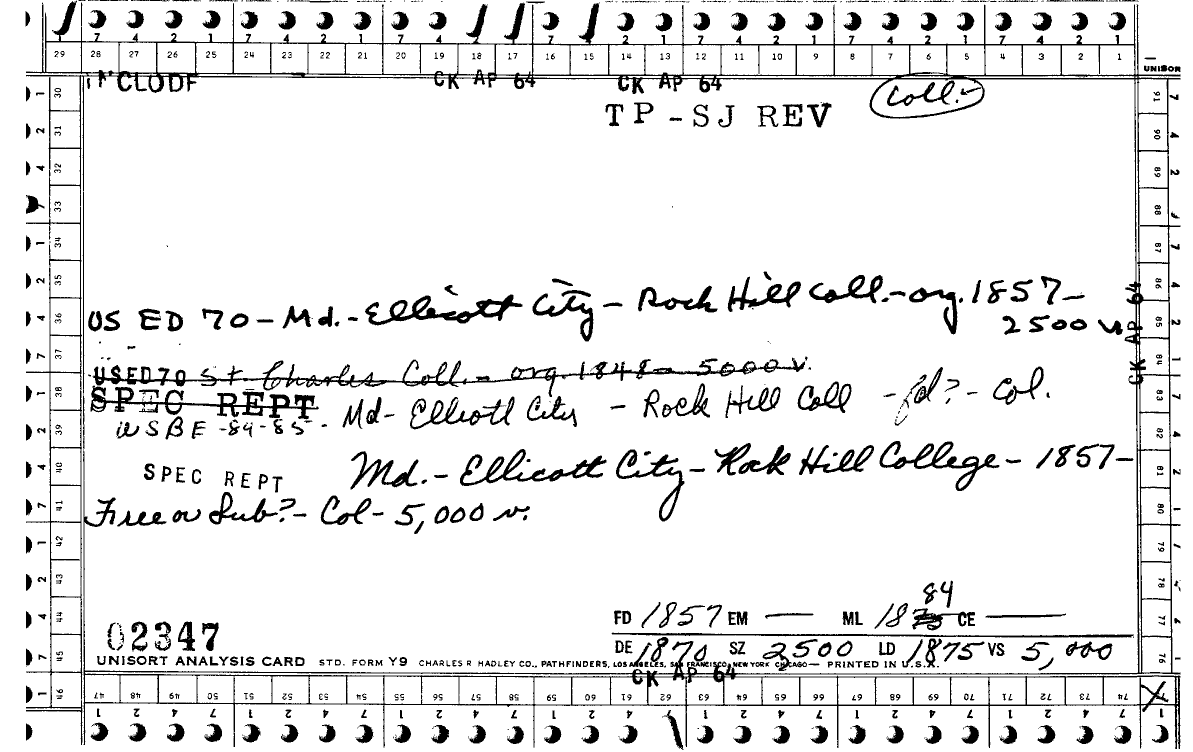 7 4 2 1 7 4 2 1 7 4 2 1 7 4 2 1 7 4 2 1 7 4 2 1 7 4 2 1
29 28 27 26 25 24 23 22 21 20 19 18 17 16 15 14 13 12 11 10 9 8 7 6 5 4 3 2 1
UNISOR
CK AP 64 CK AP 64
TP-SJ REV Coll.-
US ED 70-Md.-Ellicott City-Rock Hill Coll.-org. 1857-
2500 v.
USED70 St. Charles Coll.- org. 1848- 5000 v.
SPEC REPT Md- Ellicott City - Rock Hill Coll - fd?- Col.
USBE-84-85-
SPEC REPT Md.-Ellicott City-Rock Hill College-1857-
Free or Sub?- Col- 5,000 v.
CK AP 64
84
FD 1857 EM — ML 18 CE —
02347
DE 1870 SZ 2500 LD 1875 VS 5,000
UNISORT ANALYSIS CARD STD. FORM Y9 CHARLES R HADLEY CO., PATHFINDERS, LOS ANGELES, SAN FRANCISCO, NEW YORK CHICAGO— PRINTED IN U.S.A.
CK AP 64
30 31 32 33 34 35 36 37 38 39 40 41 42 43 44 45 46
91 90 89 88 87 86 85 84 83 82 81 80 79 78 77 76
47 48 49 50 51 52 53 54 55 56 57 58 59 60 61 62 63 64 65 66 67 68 69 70 71 72 73 74
1 2 4 7 1 2 4 7 1 2 4 7 1 2 4 7 1 2 4 7 1 2 4 7 1 2 4 7